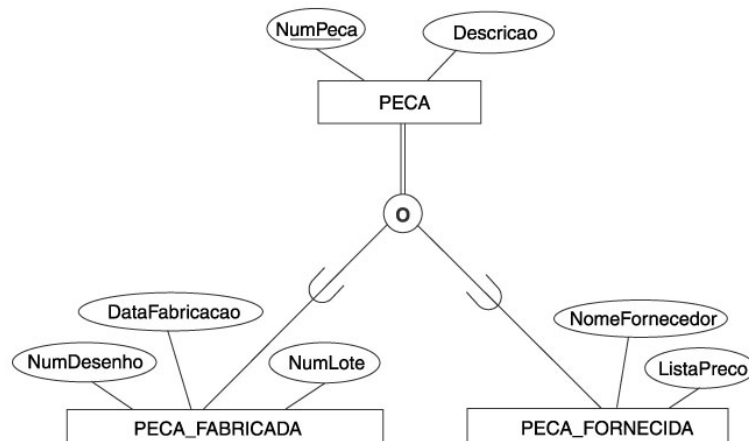 NumPeca
Descricao
PECA
O
DataFabricacao
NumDesenho
NumLote
PECA_FABRICADA
NomeFornecedor
ListaPreco
PECA_FORNECIDA